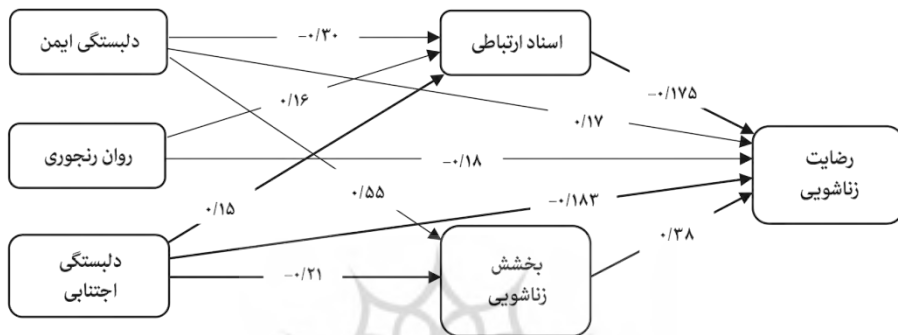 دلبستگی ایمن
−۰/۳۰
اسناد ارتباطی
−۰/۱۷۵
۰/۱۶
۰/۱۷
روان رنجوری
−۰/۱۸
رضایت
زناشویی
۰/۱۵
۰/۵۵
−۰/۱۸۳
۰/۳۸
دلبستگی
اجتنابی
−۰/۲۱
بخشش
زناشویی